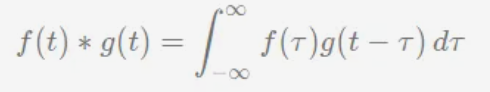 f(t) * g(t) = ∫_{-∞}^{∞} f(τ)g(t − τ) dτ